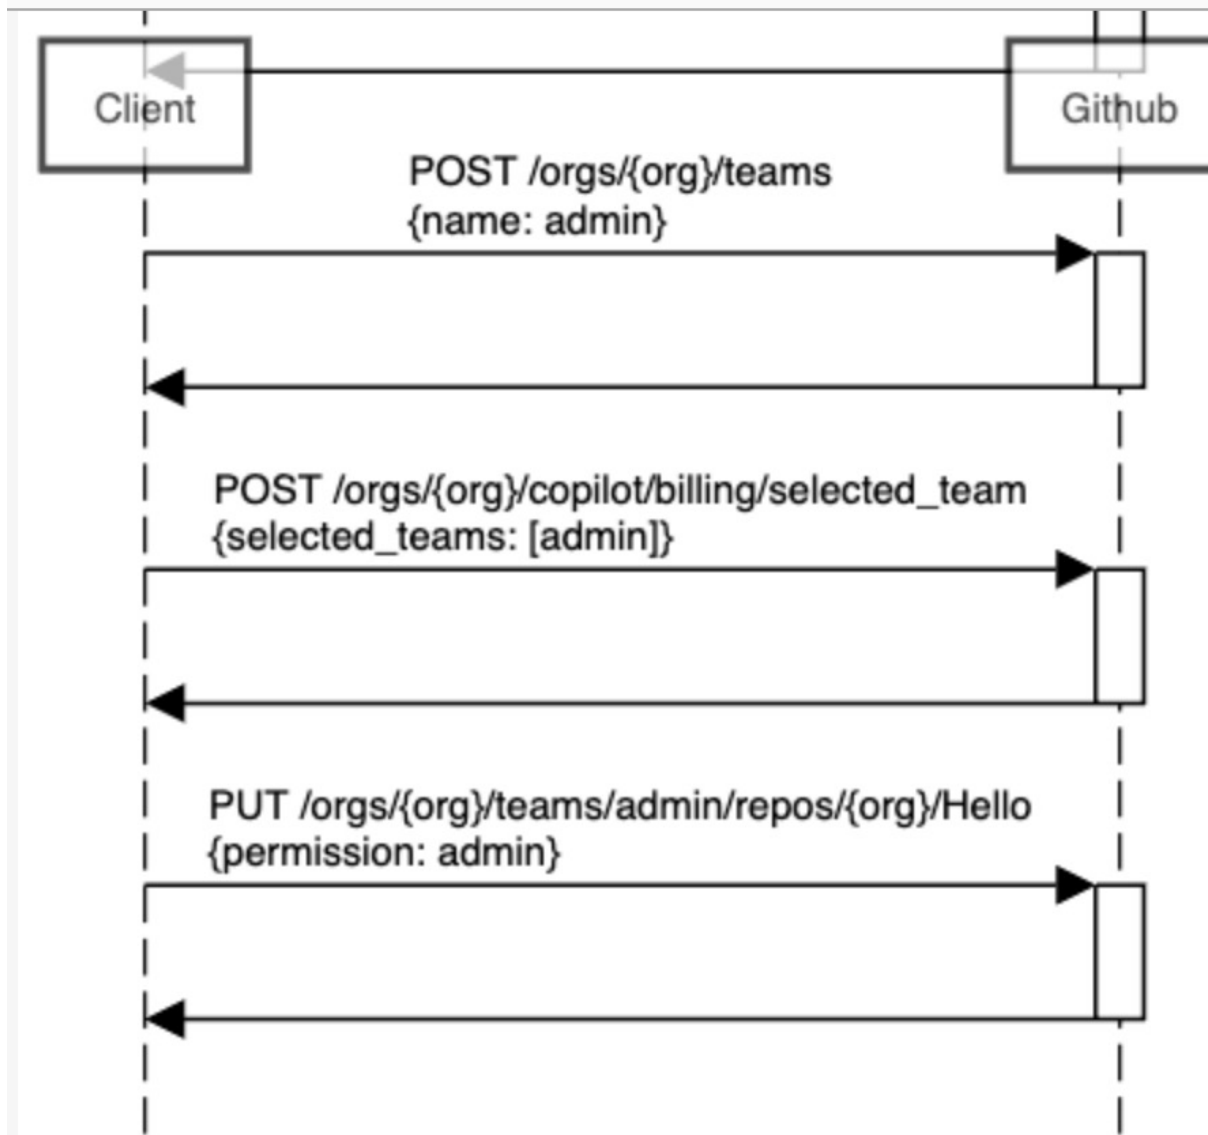 Client
Github
POST /orgs/{org}/teams
{name: admin}
POST /orgs/{org}/copilot/billing/selected_team
{selected_teams: [admin]}
PUT /orgs/{org}/teams/admin/repos/{org}/Hello
{permission: admin}